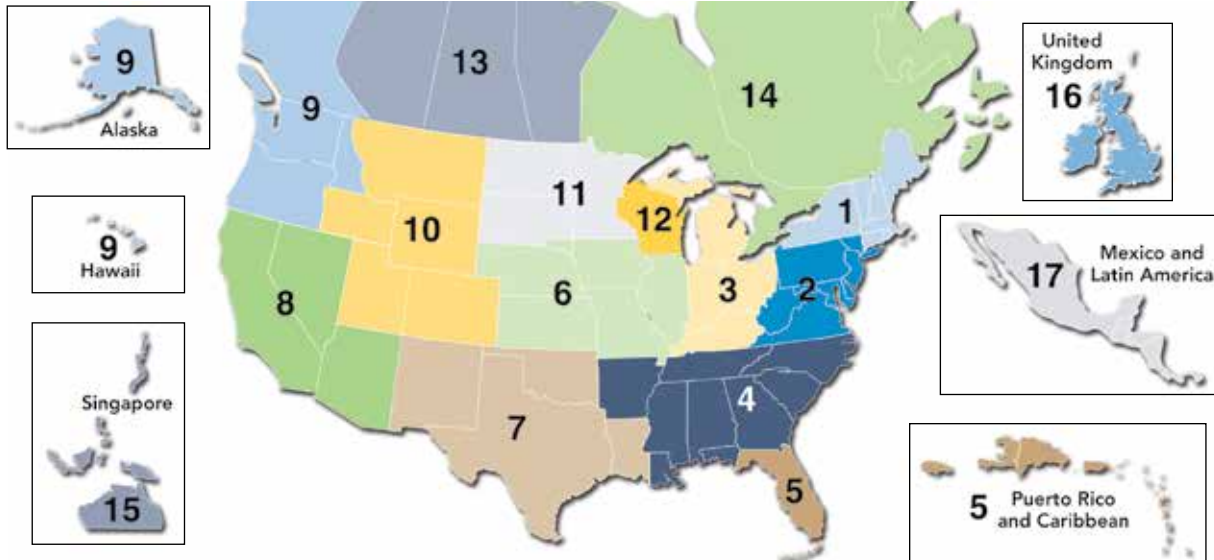 9
Alaska
9
Hawaii
Singapore
15
13
9
14
11
12
10
1
8
6
3
2
4
7
5
United
Kingdom
16
17
Mexico and
Latin America
5
Puerto Rico
and Caribbean